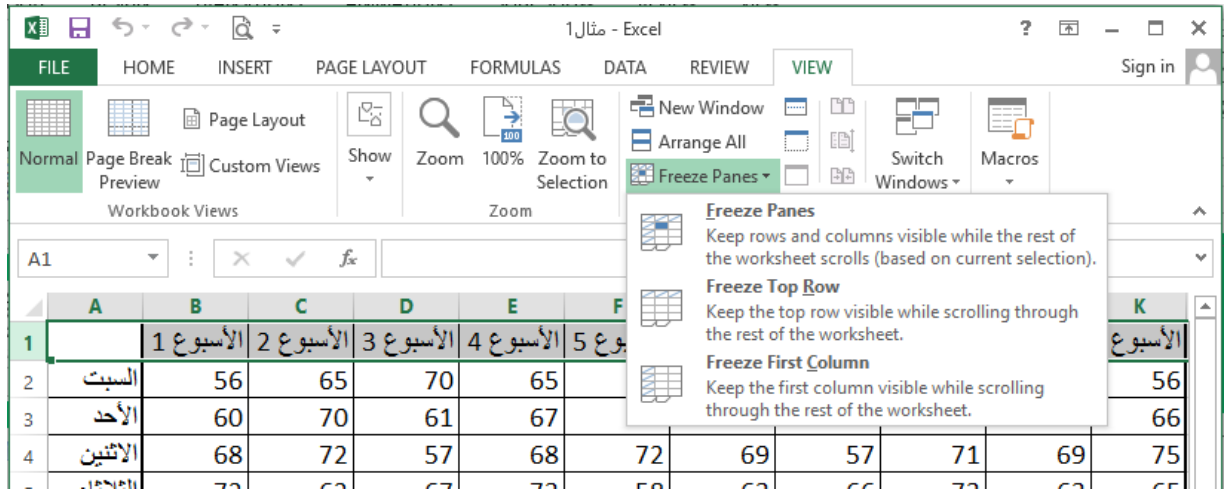 مثال1 - Excel
FILE HOME INSERT PAGE LAYOUT FORMULAS DATA REVIEW VIEW Sign in
Normal
Page Break Preview
Page Layout
Custom Views
Workbook Views
Show
Zoom
100%
Zoom to Selection
Zoom
New Window
Arrange All
Freeze Panes
Switch Windows
Macros
Freeze Panes
Keep rows and columns visible while the rest of
the worksheet scrolls (based on current selection).
Freeze Top Row
Keep the top row visible while scrolling through
the rest of the worksheet.
Freeze First Column
Keep the first column visible while scrolling
through the rest of the worksheet.
A1 fx
A B C D E F K
1 الأسبوع 1 الأسبوع 2 الأسبوع 3 الأسبوع 4 الأسبوع 5 الأسبوع
2 السبت 56 65 70 65 56
3 الأحد 60 70 61 67 66
4 الاثنين 68 72 57 68 72 69 57 71 69 75